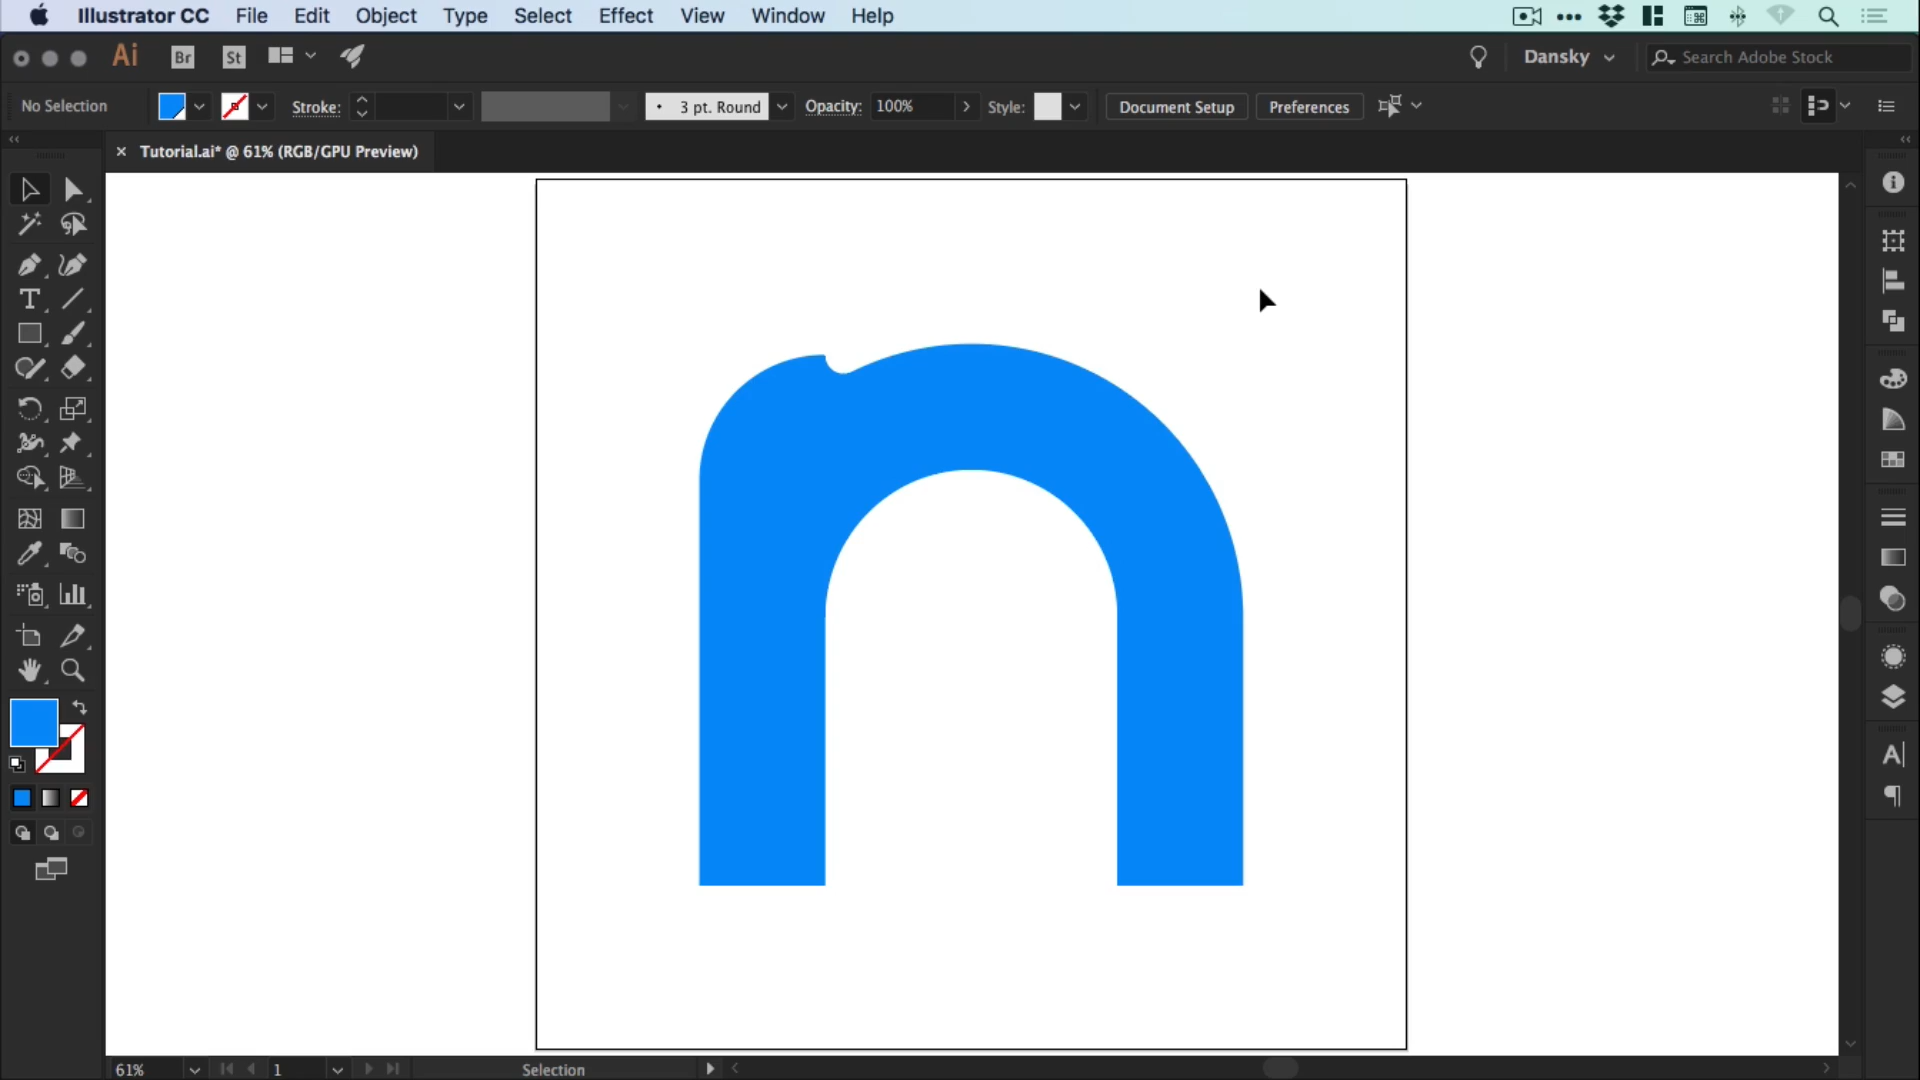 Illustrator CC File Edit Object Type Select Effect View Window Help
Ai Br St Dansky Search Adobe Stock
No Selection Stroke: 3 pt. Round Opacity: 100% Style: Document Setup Preferences
Tutorial.ai* @ 61% (RGB/GPU Preview)
n
61% 1 Selection